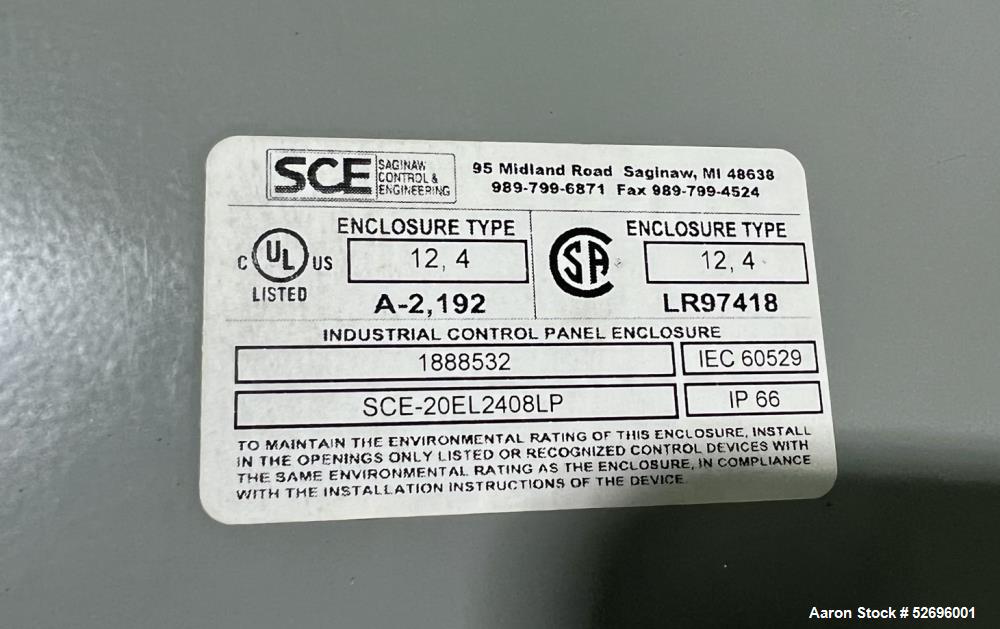 SCE SAGINAW CONTROL & ENGINEERING
95 Midland Road Saginaw, MI 48638
989-799-6871 Fax 989-799-4524
ENCLOSURE TYPE
C UL US
LISTED
12, 4
A-2,192
ENCLOSURE TYPE
SA
12, 4
LR97418
INDUSTRIAL CONTROL PANEL ENCLOSURE
1888532 IEC 60529
SCE-20EL2408LP IP 66
TO MAINTAIN THE ENVIRONMENTAL RATING OF THIS ENCLOSURE, INSTALL
IN THE OPENINGS ONLY LISTED OR RECOGNIZED CONTROL DEVICES WITH
THE SAME ENVIRONMENTAL RATING AS THE ENCLOSURE, IN COMPLIANCE
WITH THE INSTALLATION INSTRUCTIONS OF THE DEVICE.
Aaron Stock # 52696001